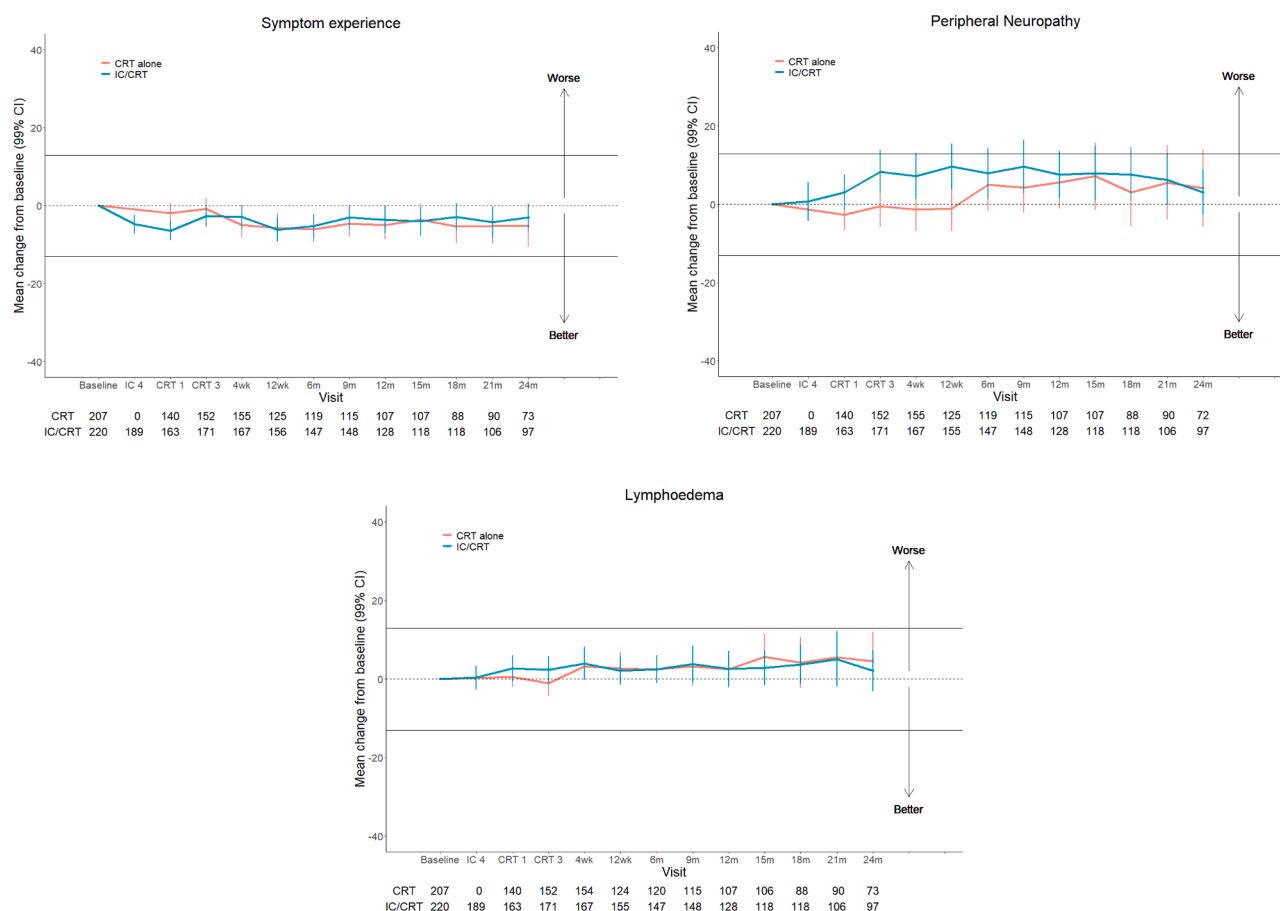 Symptom experience
CRT alone
IC/CRT
Worse
Better
Mean change from baseline (99% CI)
40
20
0
-20
-40
Baseline IC 4 CRT 1 CRT 3 4wk 12wk 6m 9m 12m 15m 18m 21m 24m
Visit
CRT 207 0 140 152 155 125 119 115 107 107 88 90 73
IC/CRT 220 189 163 171 167 156 147 148 128 118 118 106 97
Peripheral Neuropathy
CRT alone
IC/CRT
Worse
Better
Mean change from baseline (99% CI)
40
20
0
-20
-40
Baseline IC 4 CRT 1 CRT 3 4wk 12wk 6m 9m 12m 15m 18m 21m 24m
Visit
CRT 207 0 140 152 155 125 119 115 107 107 88 90 72
IC/CRT 220 189 163 171 167 155 147 148 128 118 118 106 97
Lymphoedema
CRT alone
IC/CRT
Worse
Better
Mean change from baseline (99% CI)
40
20
0
-20
-40
Baseline IC 4 CRT 1 CRT 3 4wk 12wk 6m 9m 12m 15m 18m 21m 24m
Visit
CRT 207 0 140 152 154 124 120 115 107 106 88 90 73
IC/CRT 220 189 163 171 167 155 147 148 128 118 118 106 97